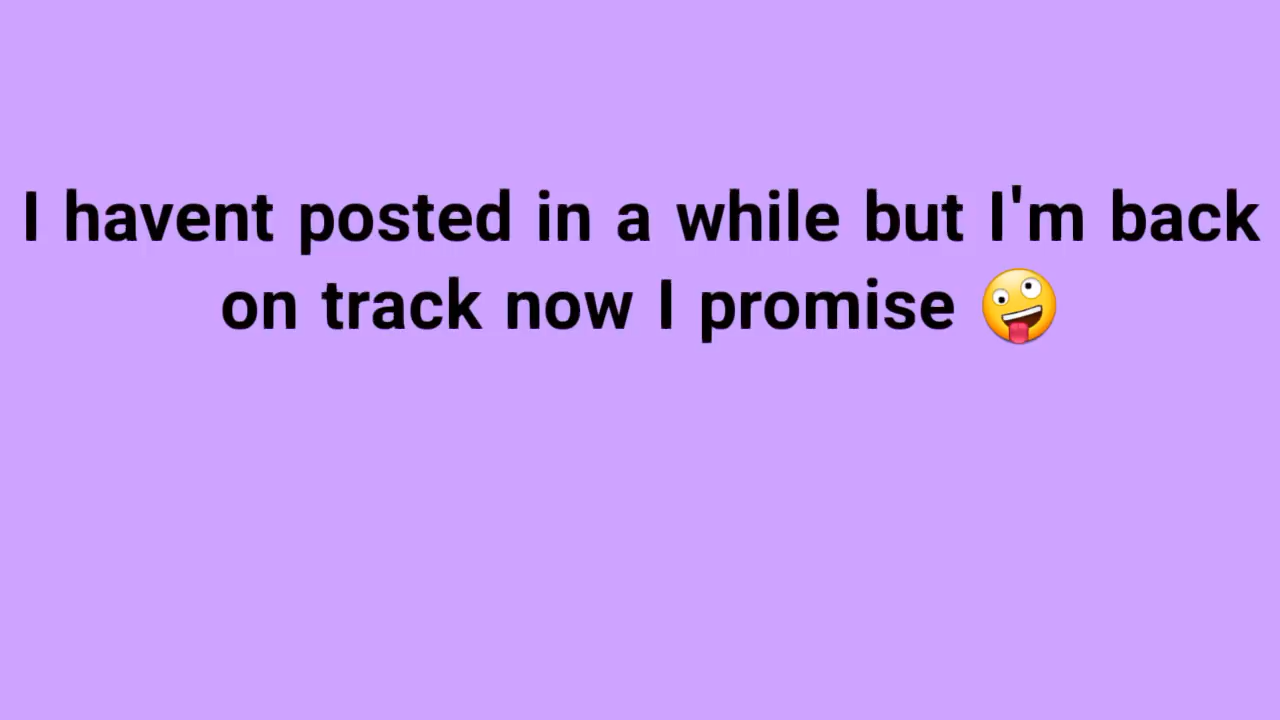 I havent posted in a while but I'm back
on track now I promise 🤪